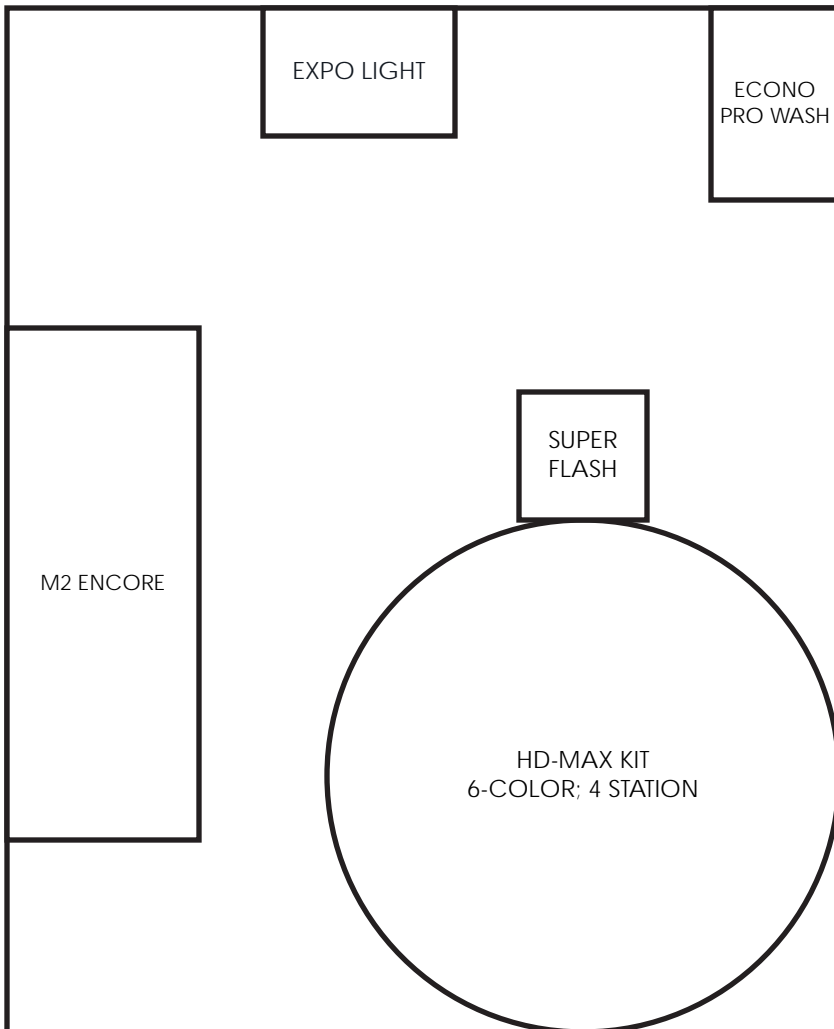 EXPO LIGHT
ECONO
PRO WASH
SUPER
FLASH
M2 ENCORE
HD-MAX KIT
6-COLOR; 4 STATION